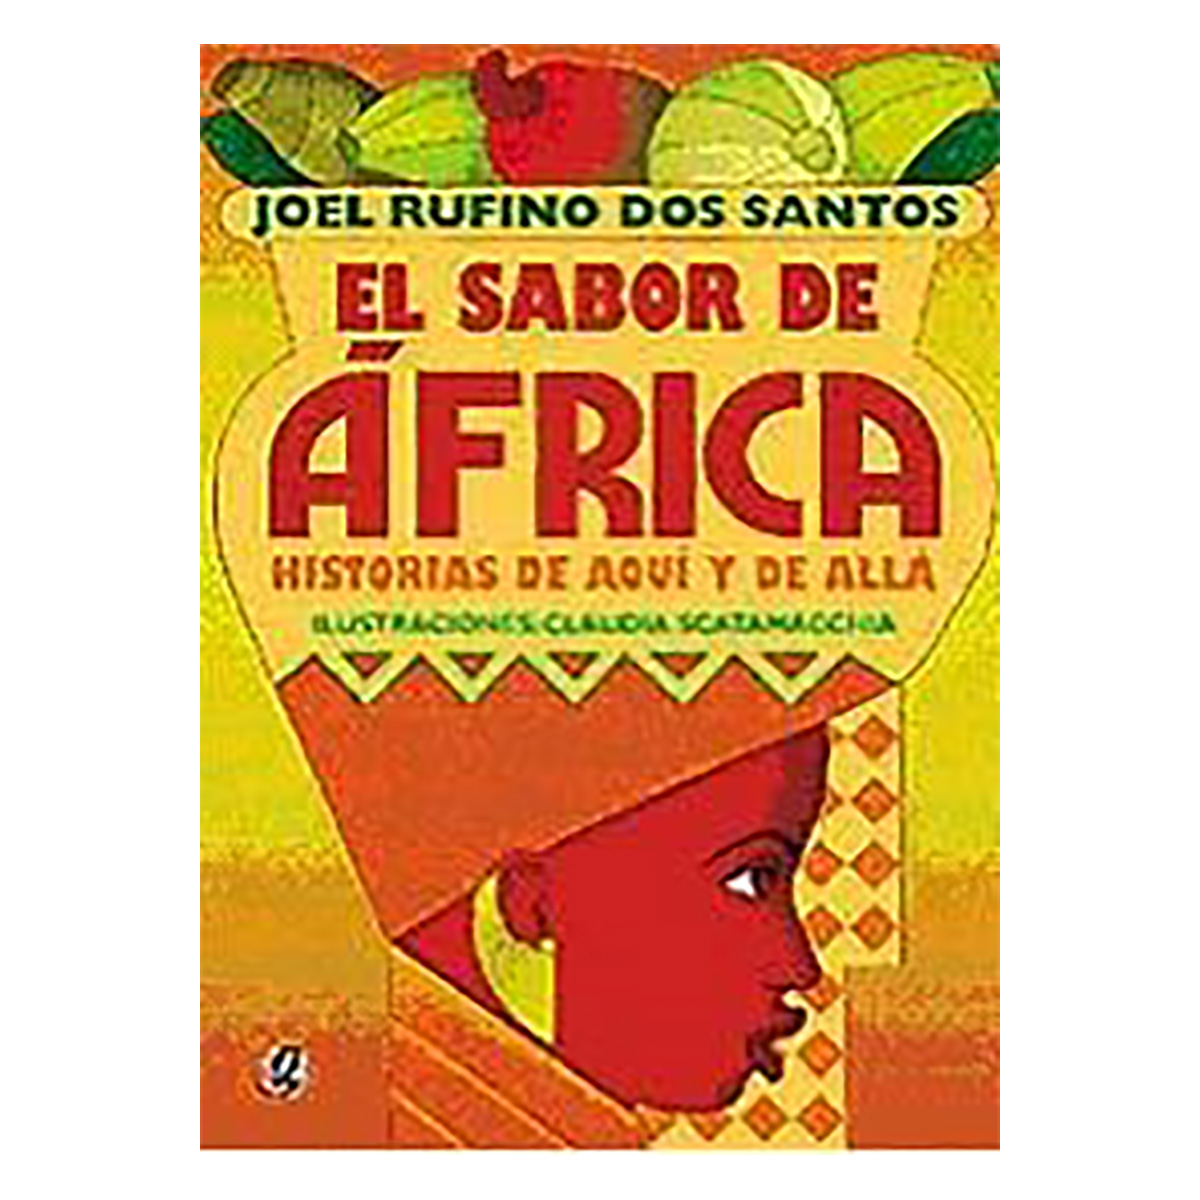 JOEL RUFINO DOS SANTOS
EL SABOR DE
ÁFRICA
HISTORIAS DE AQUÍ Y DE ALLÁ
ILUSTRACIONES: CLAUDIA SCATAMACCHIA
g